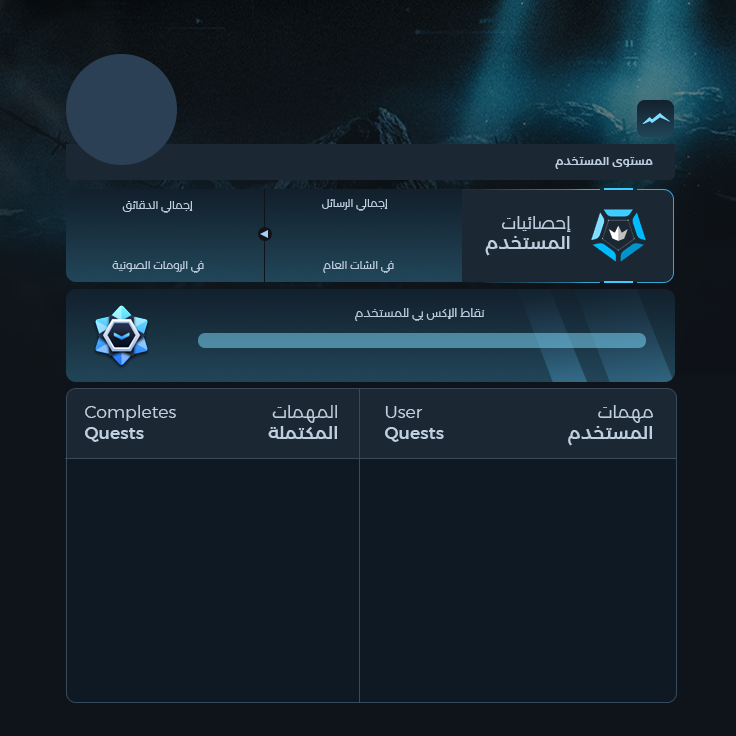 مستوى المستخدم
إحصائيات
المستخدم
إجمالي الرسائل
في الشات العام
إجمالي الدقائق
في الرومات الصوتية
نقاط الإكس بي للمستخدم
مهمات
المستخدم
User
Quests
المهمات
المكتملة
Completes
Quests